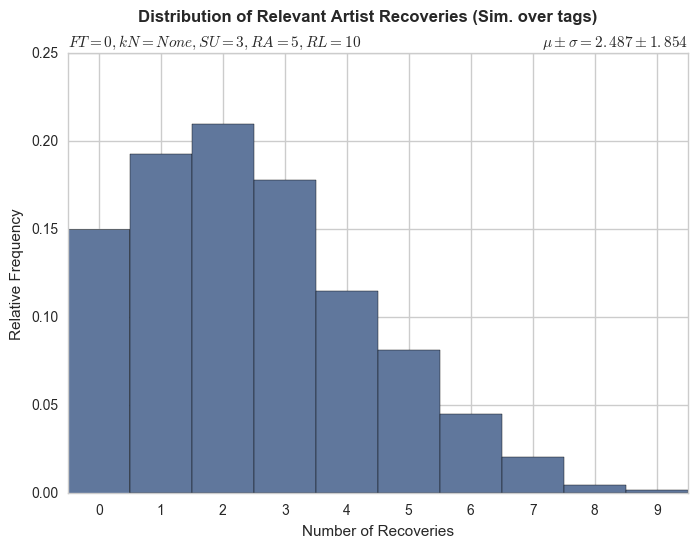 Distribution of Relevant Artist Recoveries (Sim. over tags)
FT = 0, kN = None, SU = 3, RA = 5, RL = 10
μ ± σ = 2.487 ± 1.854
0.25
0.20
0.15
0.10
0.05
0.00
Relative Frequency
0 1 2 3 4 5 6 7 8 9
Number of Recoveries